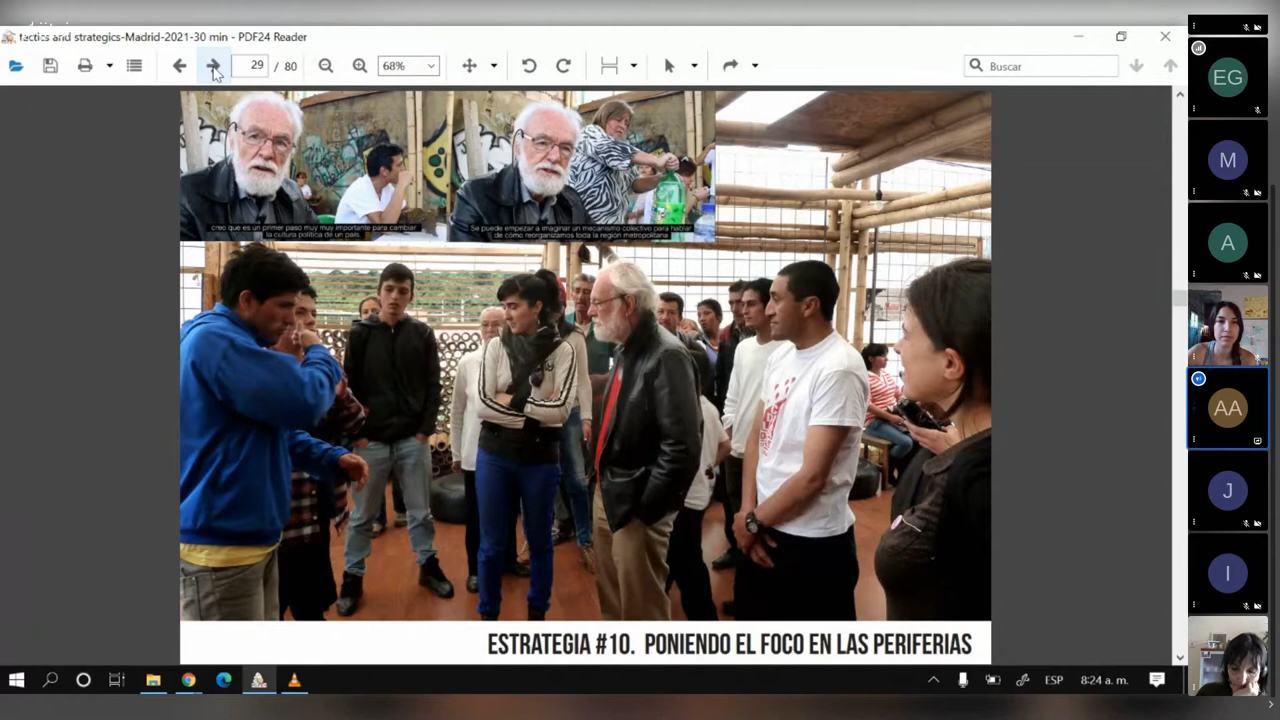 tactics and strategics-Madrid-2021-30 min - PDF24 Reader
29 / 80
68%
Buscar
EG
M
A
creo que es un primer paso muy muy importante para cambiar
la cultura política de un país.
Se puede empezar a imaginar un mecanismo colectivo para hablar
de cómo reorganizamos toda la región metropolitana
AA
J
I
ESTRATEGIA #10. PONIENDO EL FOCO EN LAS PERIFERIAS
ESP
8:24 a. m.